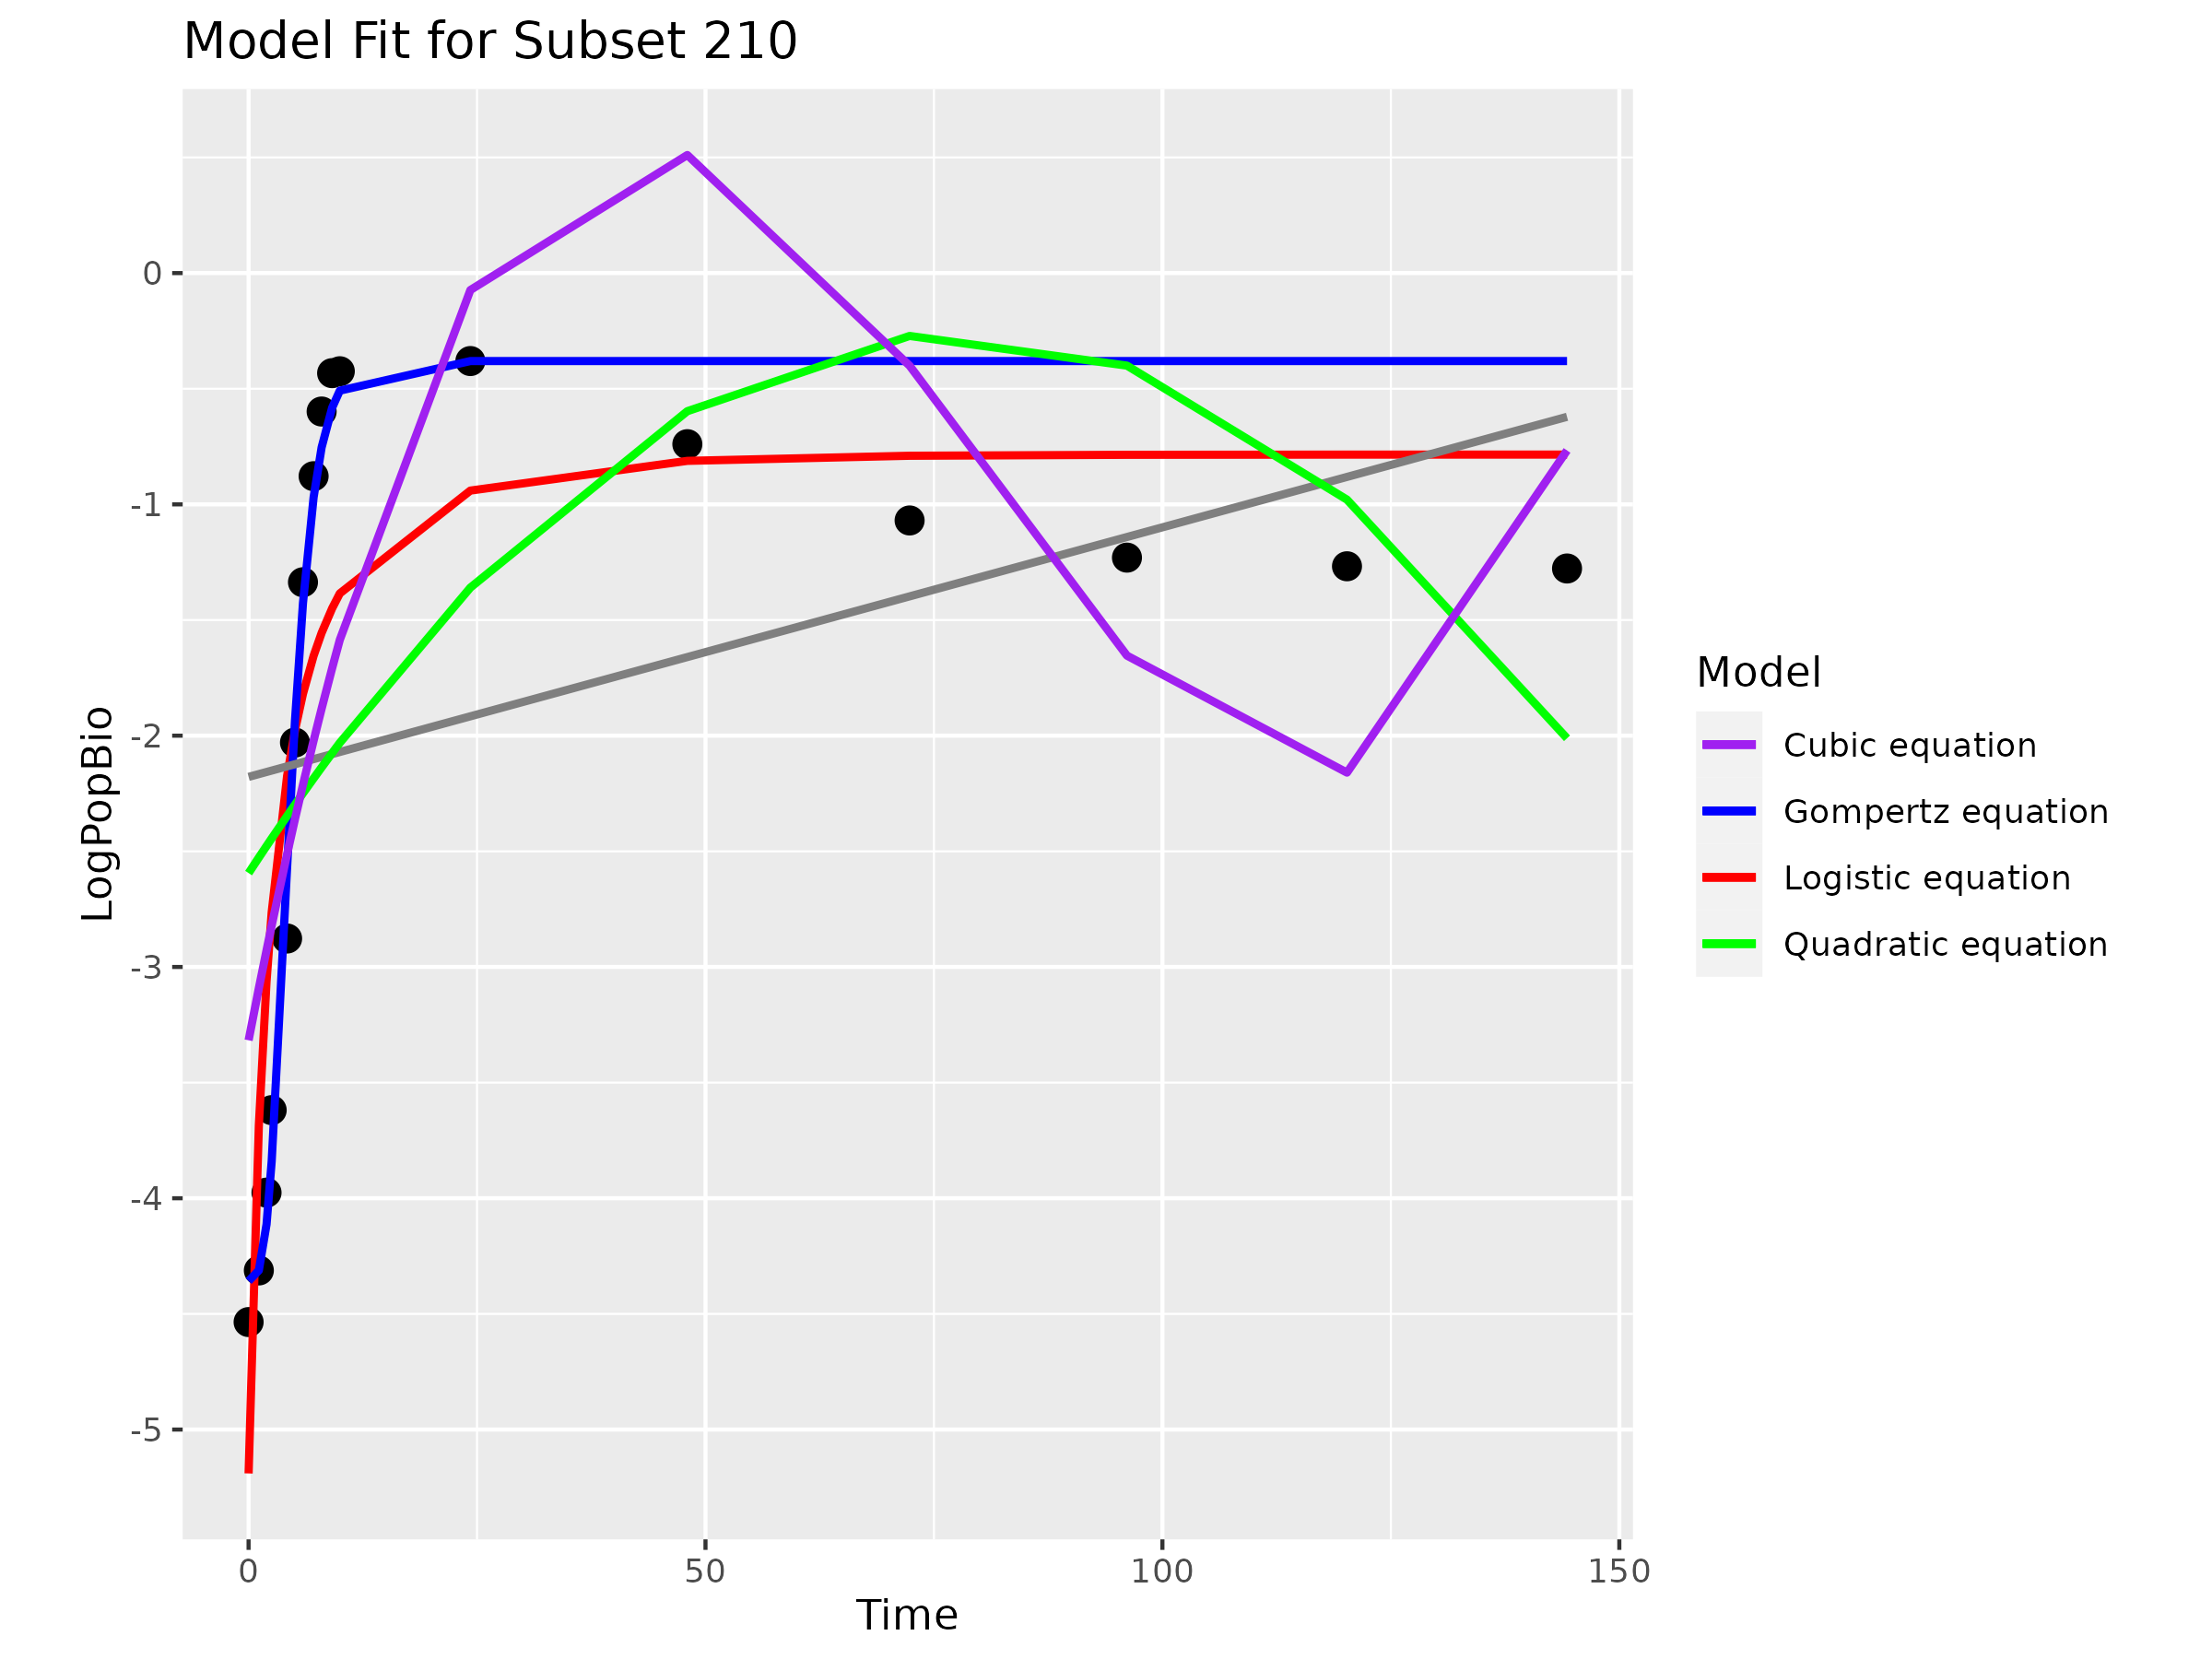 Model Fit for Subset 210
0
-1
-2
-3
-4
-5
LogPopBio
0
50
100
150
Time
Model
Cubic equation
Gompertz equation
Logistic equation
Quadratic equation